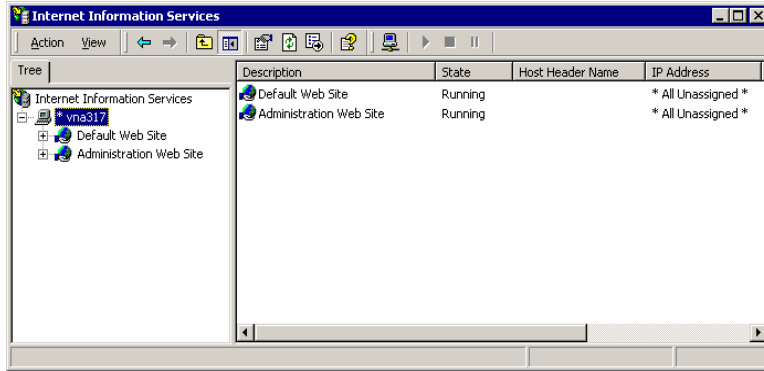 Internet Information Services
Action View
Tree
Description State Host Header Name IP Address
Internet Information Services
* vna317
Default Web Site
Administration Web Site
Default Web Site Running * All Unassigned *
Administration Web Site Running * All Unassigned *